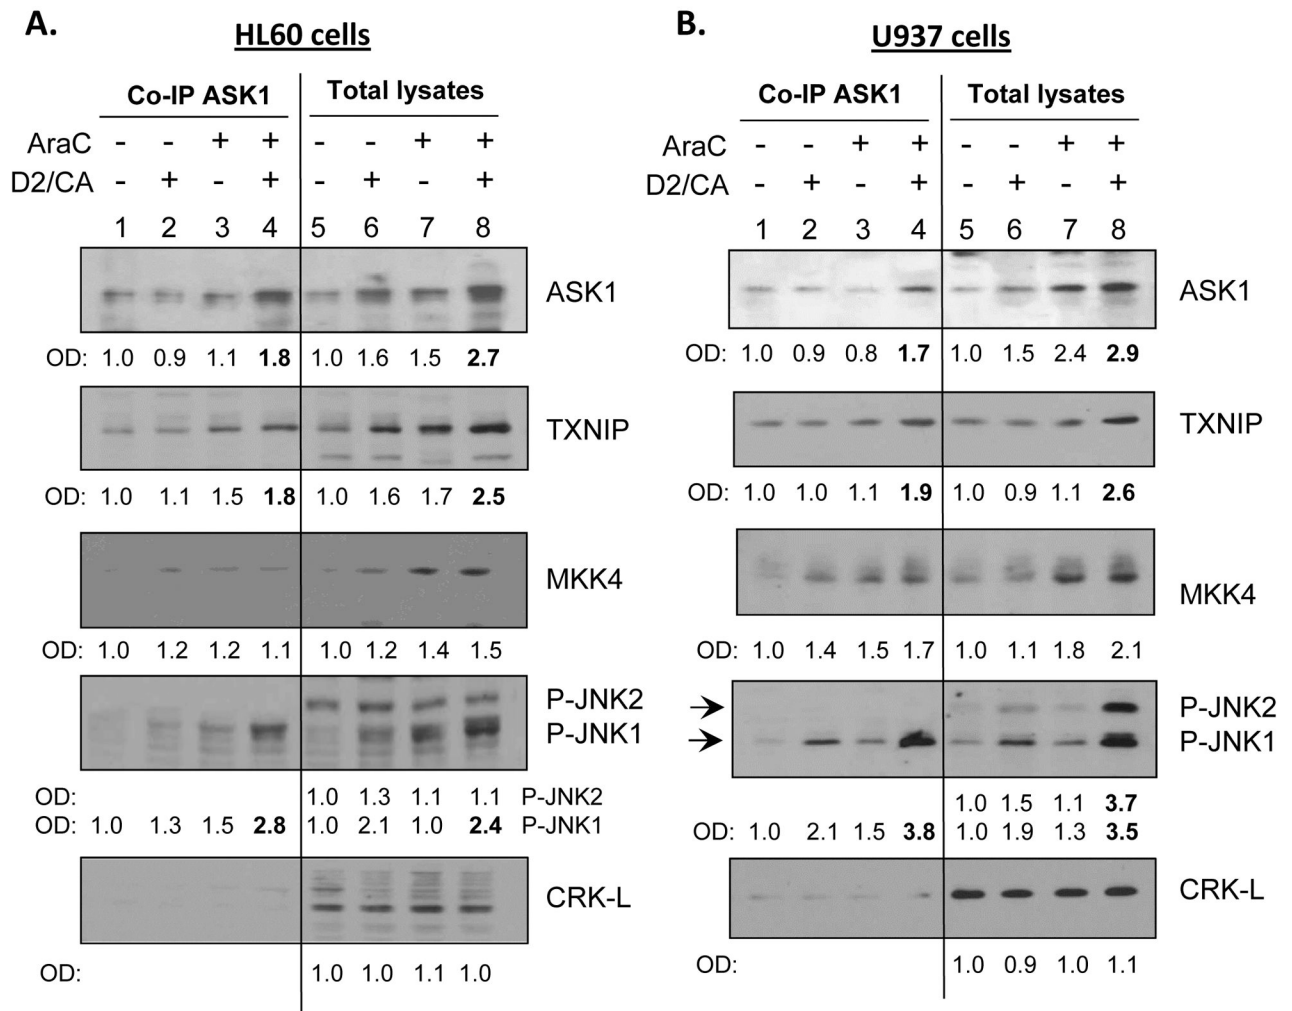 A.
HL60 cells
Co-IP ASK1 Total lysates
AraC - - + + - - + +
D2/CA - + - + - + - +
1 2 3 4 5 6 7 8
ASK1
OD: 1.0 0.9 1.1 1.8 1.0 1.6 1.5 2.7
TXNIP
OD: 1.0 1.1 1.5 1.8 1.0 1.6 1.7 2.5
MKK4
OD: 1.0 1.2 1.2 1.1 1.0 1.2 1.4 1.5
P-JNK2
P-JNK1
OD: 1.0 1.3 1.1 1.1 P-JNK2
OD: 1.0 1.3 1.5 2.8 1.0 2.1 1.0 2.4 P-JNK1
CRK-L
OD: 1.0 1.0 1.1 1.0
B.
U937 cells
Co-IP ASK1 Total lysates
AraC - - + + - - + +
D2/CA - + - + - + - +
1 2 3 4 5 6 7 8
ASK1
OD: 1.0 0.9 0.8 1.7 1.0 1.5 2.4 2.9
TXNIP
OD: 1.0 1.0 1.1 1.9 1.0 0.9 1.1 2.6
MKK4
OD: 1.0 1.4 1.5 1.7 1.0 1.1 1.8 2.1
P-JNK2
P-JNK1
1.0 1.5 1.1 3.7
OD: 1.0 2.1 1.5 3.8 1.0 1.9 1.3 3.5
CRK-L
OD: 1.0 0.9 1.0 1.1